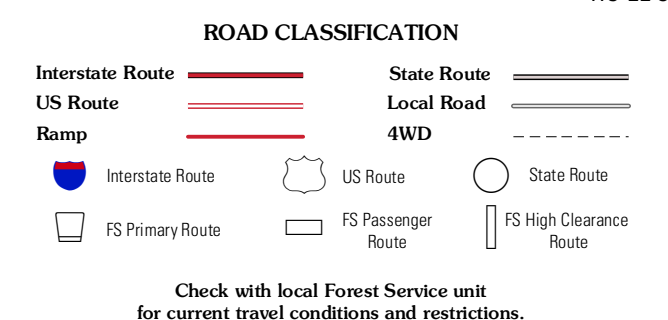 ROAD CLASSIFICATION
Interstate Route
State Route
US Route
Local Road
Ramp
4WD
Interstate Route
US Route
State Route
FS Primary Route
FS Passenger
Route
FS High Clearance
Route
Check with local Forest Service unit
for current travel conditions and restrictions.